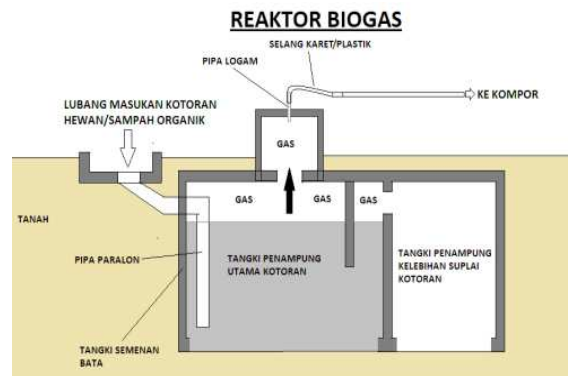 REAKTOR BIOGAS
SELANG KARET/PLASTIK
PIPA LOGAM
KE KOMPOR
LUBANG MASUKAN KOTORAN
HEWAN/SAMPAH ORGANIK
GAS
GAS
GAS
GAS
TANAH
PIPA PARALON
TANGKI PENAMPUNG
UTAMA KOTORAN
TANGKI PENAMPUNG
KELEBIHAN SUPLAI
KOTORAN
TANGKI SEMENAN
BATA